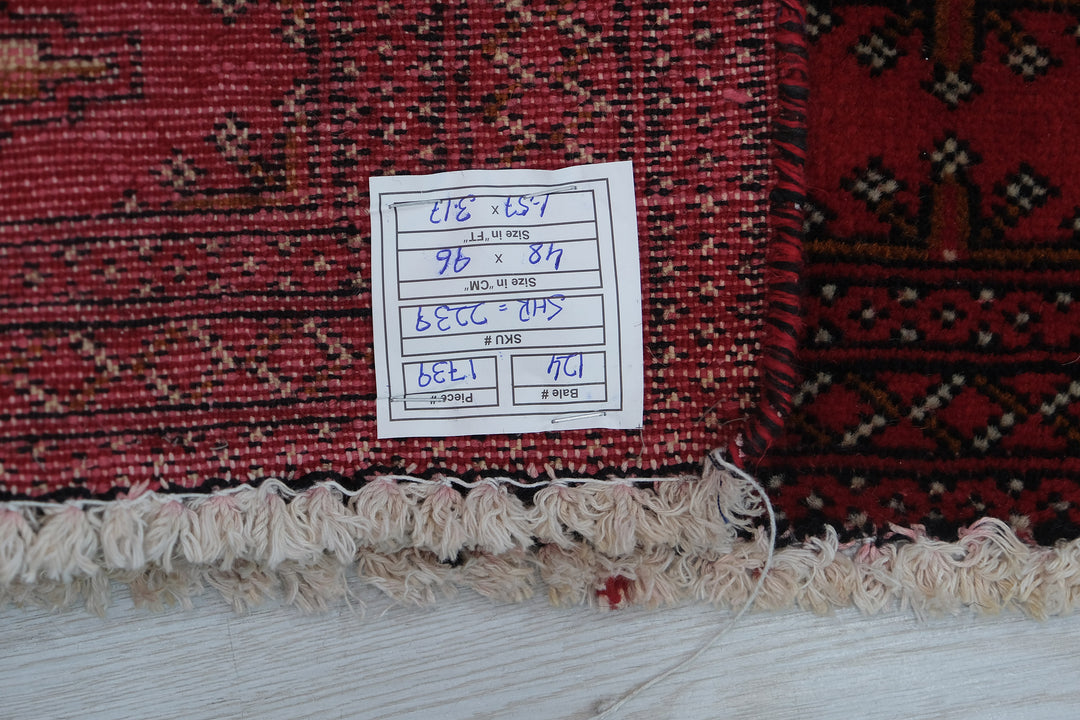 Bale # Piece #
124 1739
SKU #
SHR = 2239
Size in "CM"
48 x 96
Size in "FT"
1.57 x 3.17